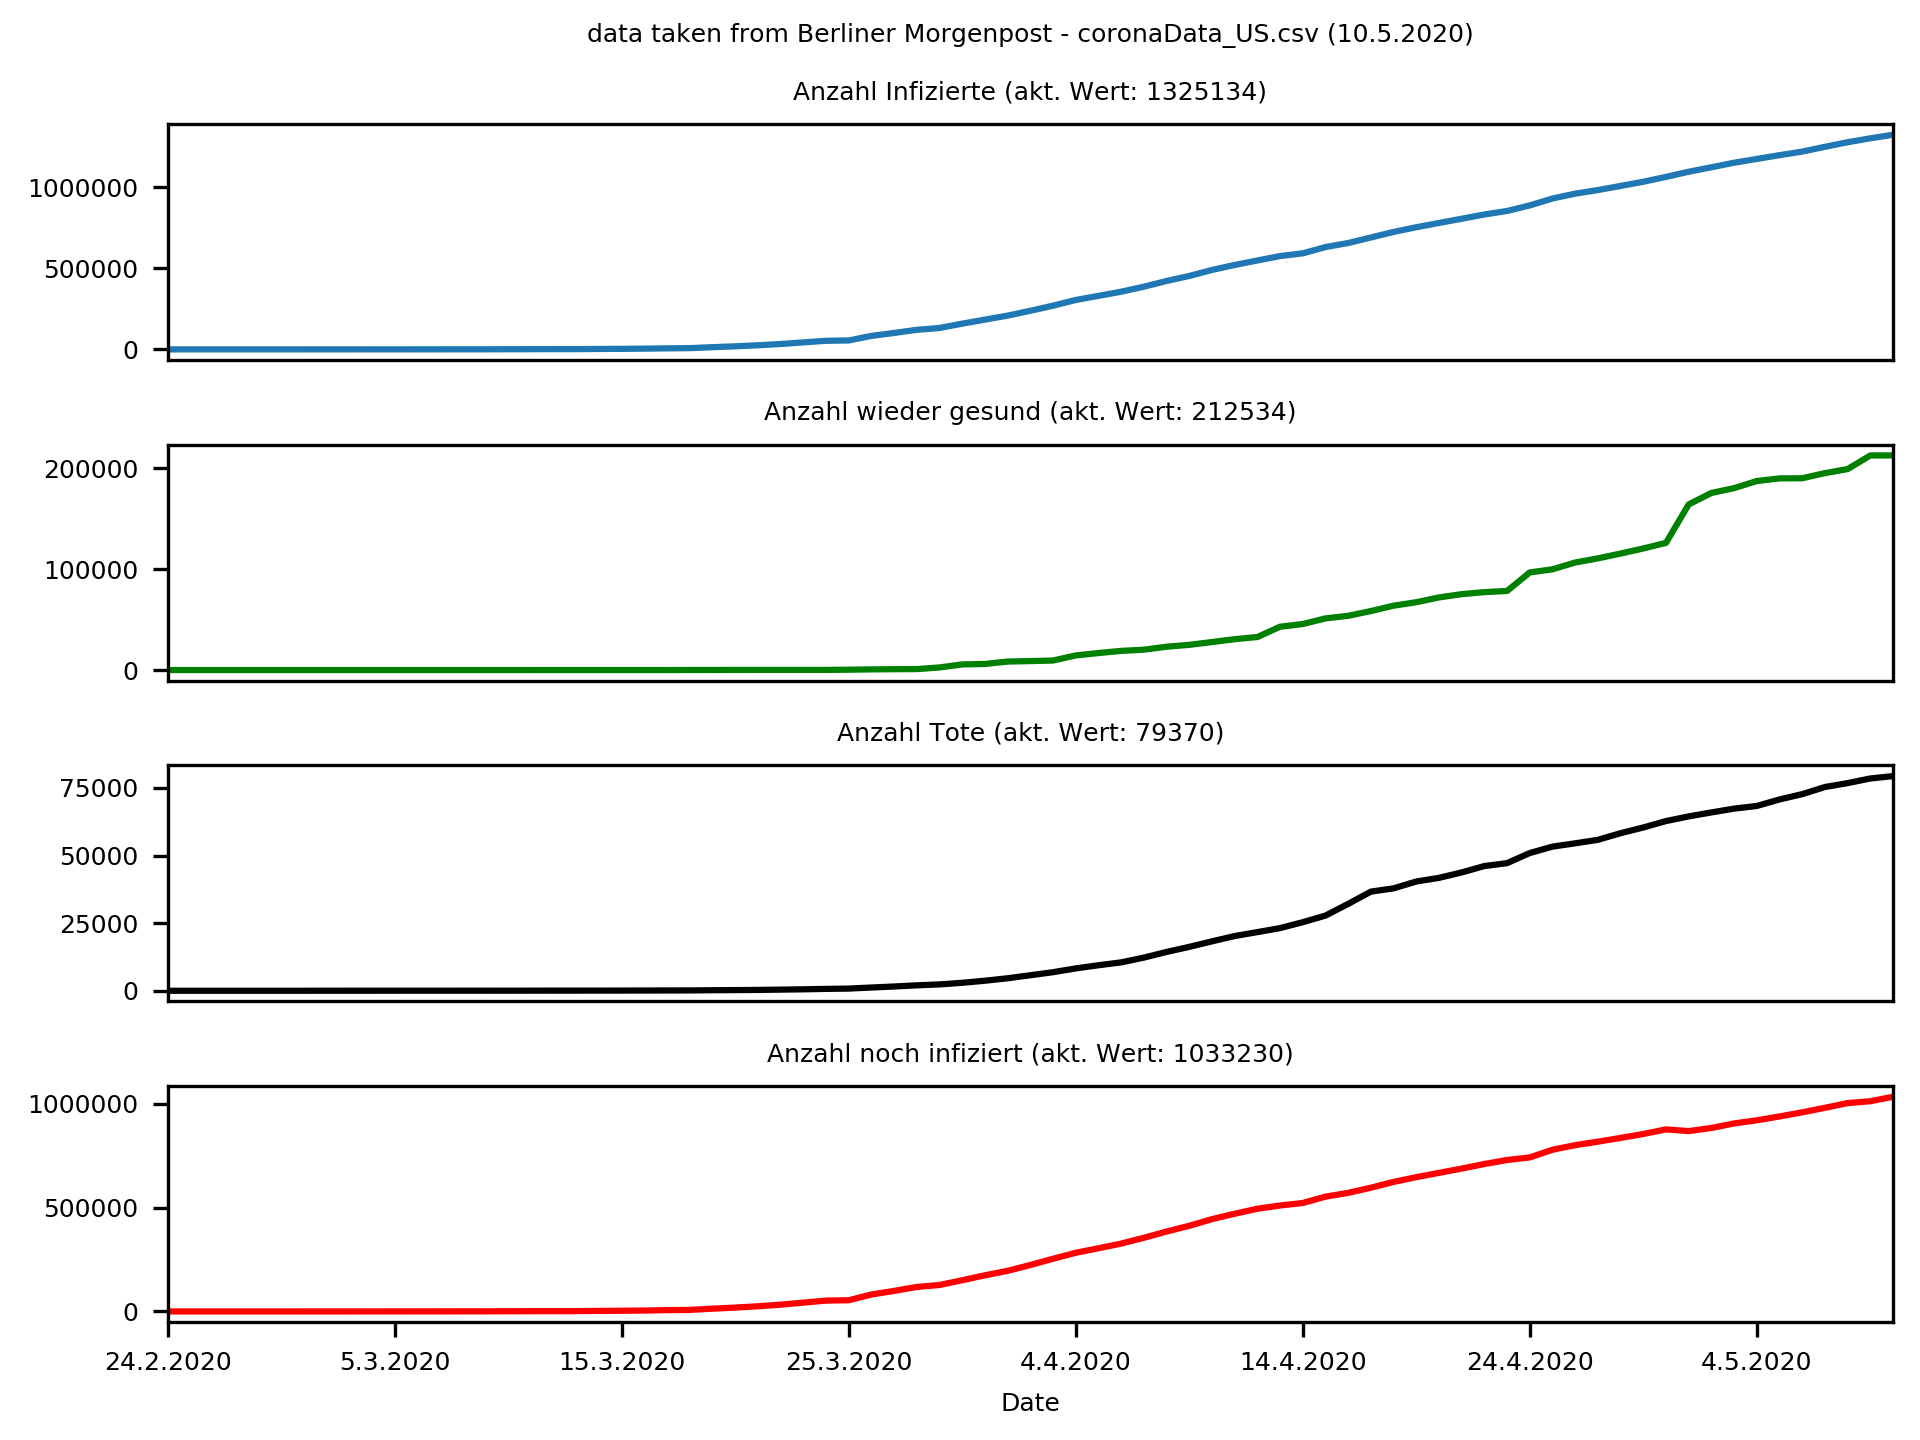 data taken from Berliner Morgenpost - coronaData_US.csv (10.5.2020)
Anzahl Infizierte (akt. Wert: 1325134)
1000000
500000
0
Anzahl wieder gesund (akt. Wert: 212534)
200000
100000
0
Anzahl Tote (akt. Wert: 79370)
75000
50000
25000
0
Anzahl noch infiziert (akt. Wert: 1033230)
1000000
500000
0
24.2.2020 5.3.2020 15.3.2020 25.3.2020 4.4.2020 14.4.2020 24.4.2020 4.5.2020
Date